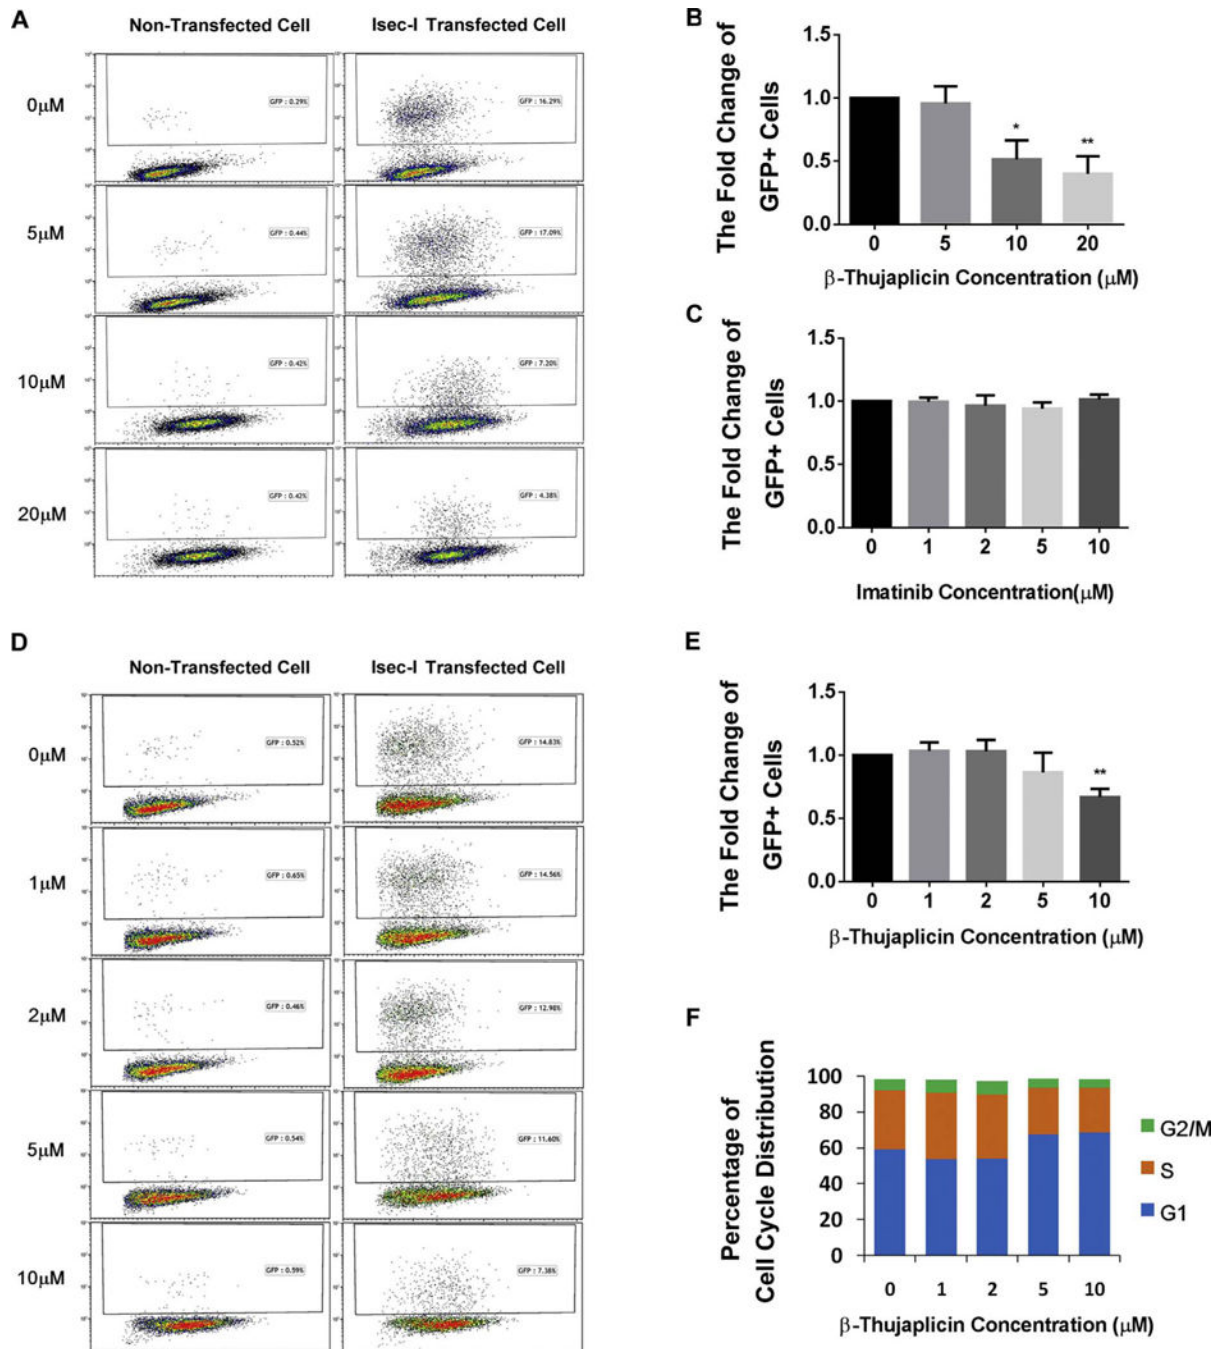 A
Non-Transfected Cell Isec-I Transfected Cell
0μM
GFP : 0.29%
GFP : 16.29%
5μM
GFP : 0.44%
GFP : 17.09%
10μM
GFP : 0.42%
GFP : 7.20%
20μM
GFP : 0.42%
GFP : 4.38%
B
The Fold Change of
GFP+ Cells
1.5
1.0
0.5
0.0
*
**
0 5 10 20
β-Thujaplicin Concentration (μM)
C
The Fold Change of
GFP+ Cells
1.5
1.0
0.5
0.0
0 1 2 5 10
Imatinib Concentration(μM)
D
Non-Transfected Cell Isec-I Transfected Cell
0μM
GFP : 0.52%
GFP : 14.83%
1μM
GFP : 0.65%
GFP : 14.56%
2μM
GFP : 0.46%
GFP : 12.98%
5μM
GFP : 0.54%
GFP : 11.60%
10μM
GFP : 0.59%
GFP : 7.38%
E
The Fold Change of
GFP+ Cells
1.5
1.0
0.5
0.0
**
0 1 2 5 10
β-Thujaplicin Concentration (μM)
F
Percentage of
Cell Cycle Distribution
100
80
60
40
20
0
0 1 2 5 10
β-Thujaplicin Concentration (μM)
G2/M
S
G1